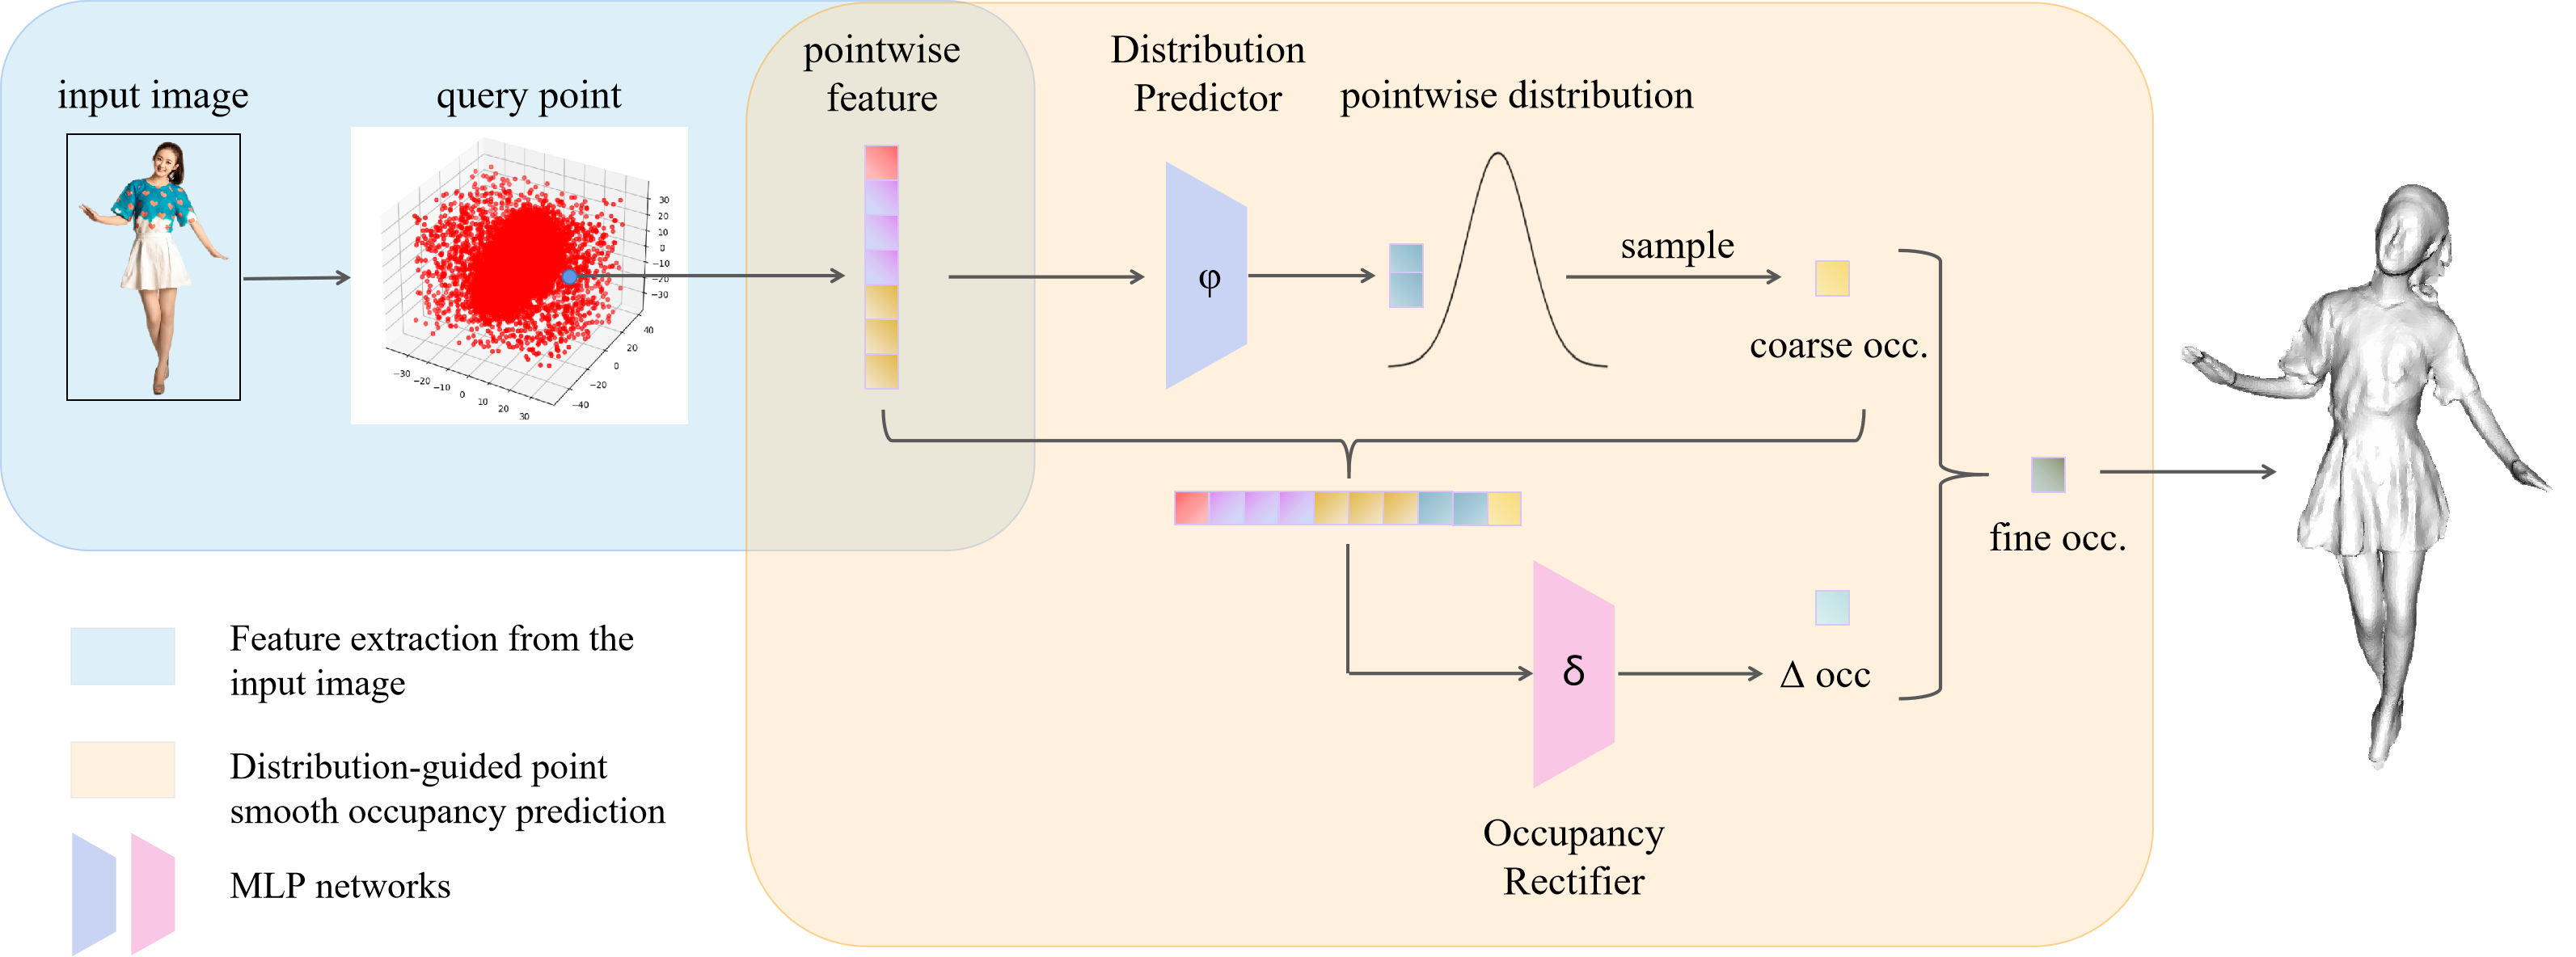 input image
query point
pointwise
feature
Distribution
Predictor
pointwise distribution
30
20
10
0
−10
−20
−30
40
20
0
−20
−40
−30
−20
−10
0
10
20
30
φ
sample
coarse occ.
fine occ.
δ
Δ occ
Occupancy
Rectifier
Feature extraction from the
input image
Distribution-guided point
smooth occupancy prediction
MLP networks